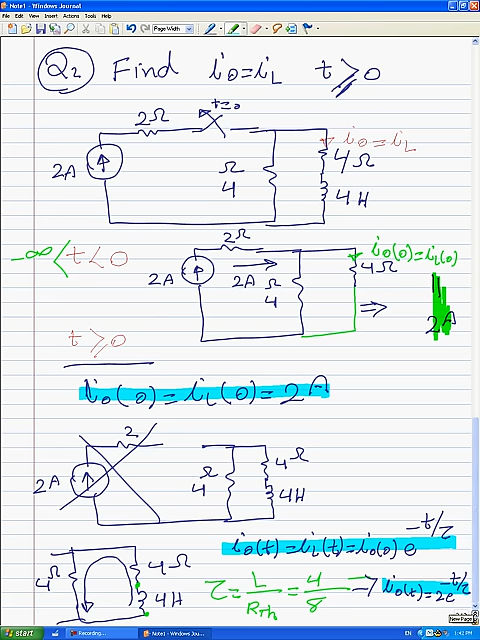 Note1 - Windows Journal
File Edit View Insert Actions Tools Help
Page Width
Q2 Find i0=iL t≥0
t=0
2Ω
2A
Ω
4
i0=iL
4Ω
4H
-∞< t<0
2Ω
2A
2A
Ω
4
i0(0)=iL(0)
4Ω
⇒
2A
t≥0
i0(0)=iL(0)=2A
2
2A
Ω
4
4Ω
4H
i0(t)=iL(t)=i0(0)e^-t/τ
4Ω
4Ω
4H
τ=L/RTh=4/8 ⇒ i0(t)=2e^-t/τ
New Page
start
Recording...
Note1 - Windows Jou...
EN
1:42 PM